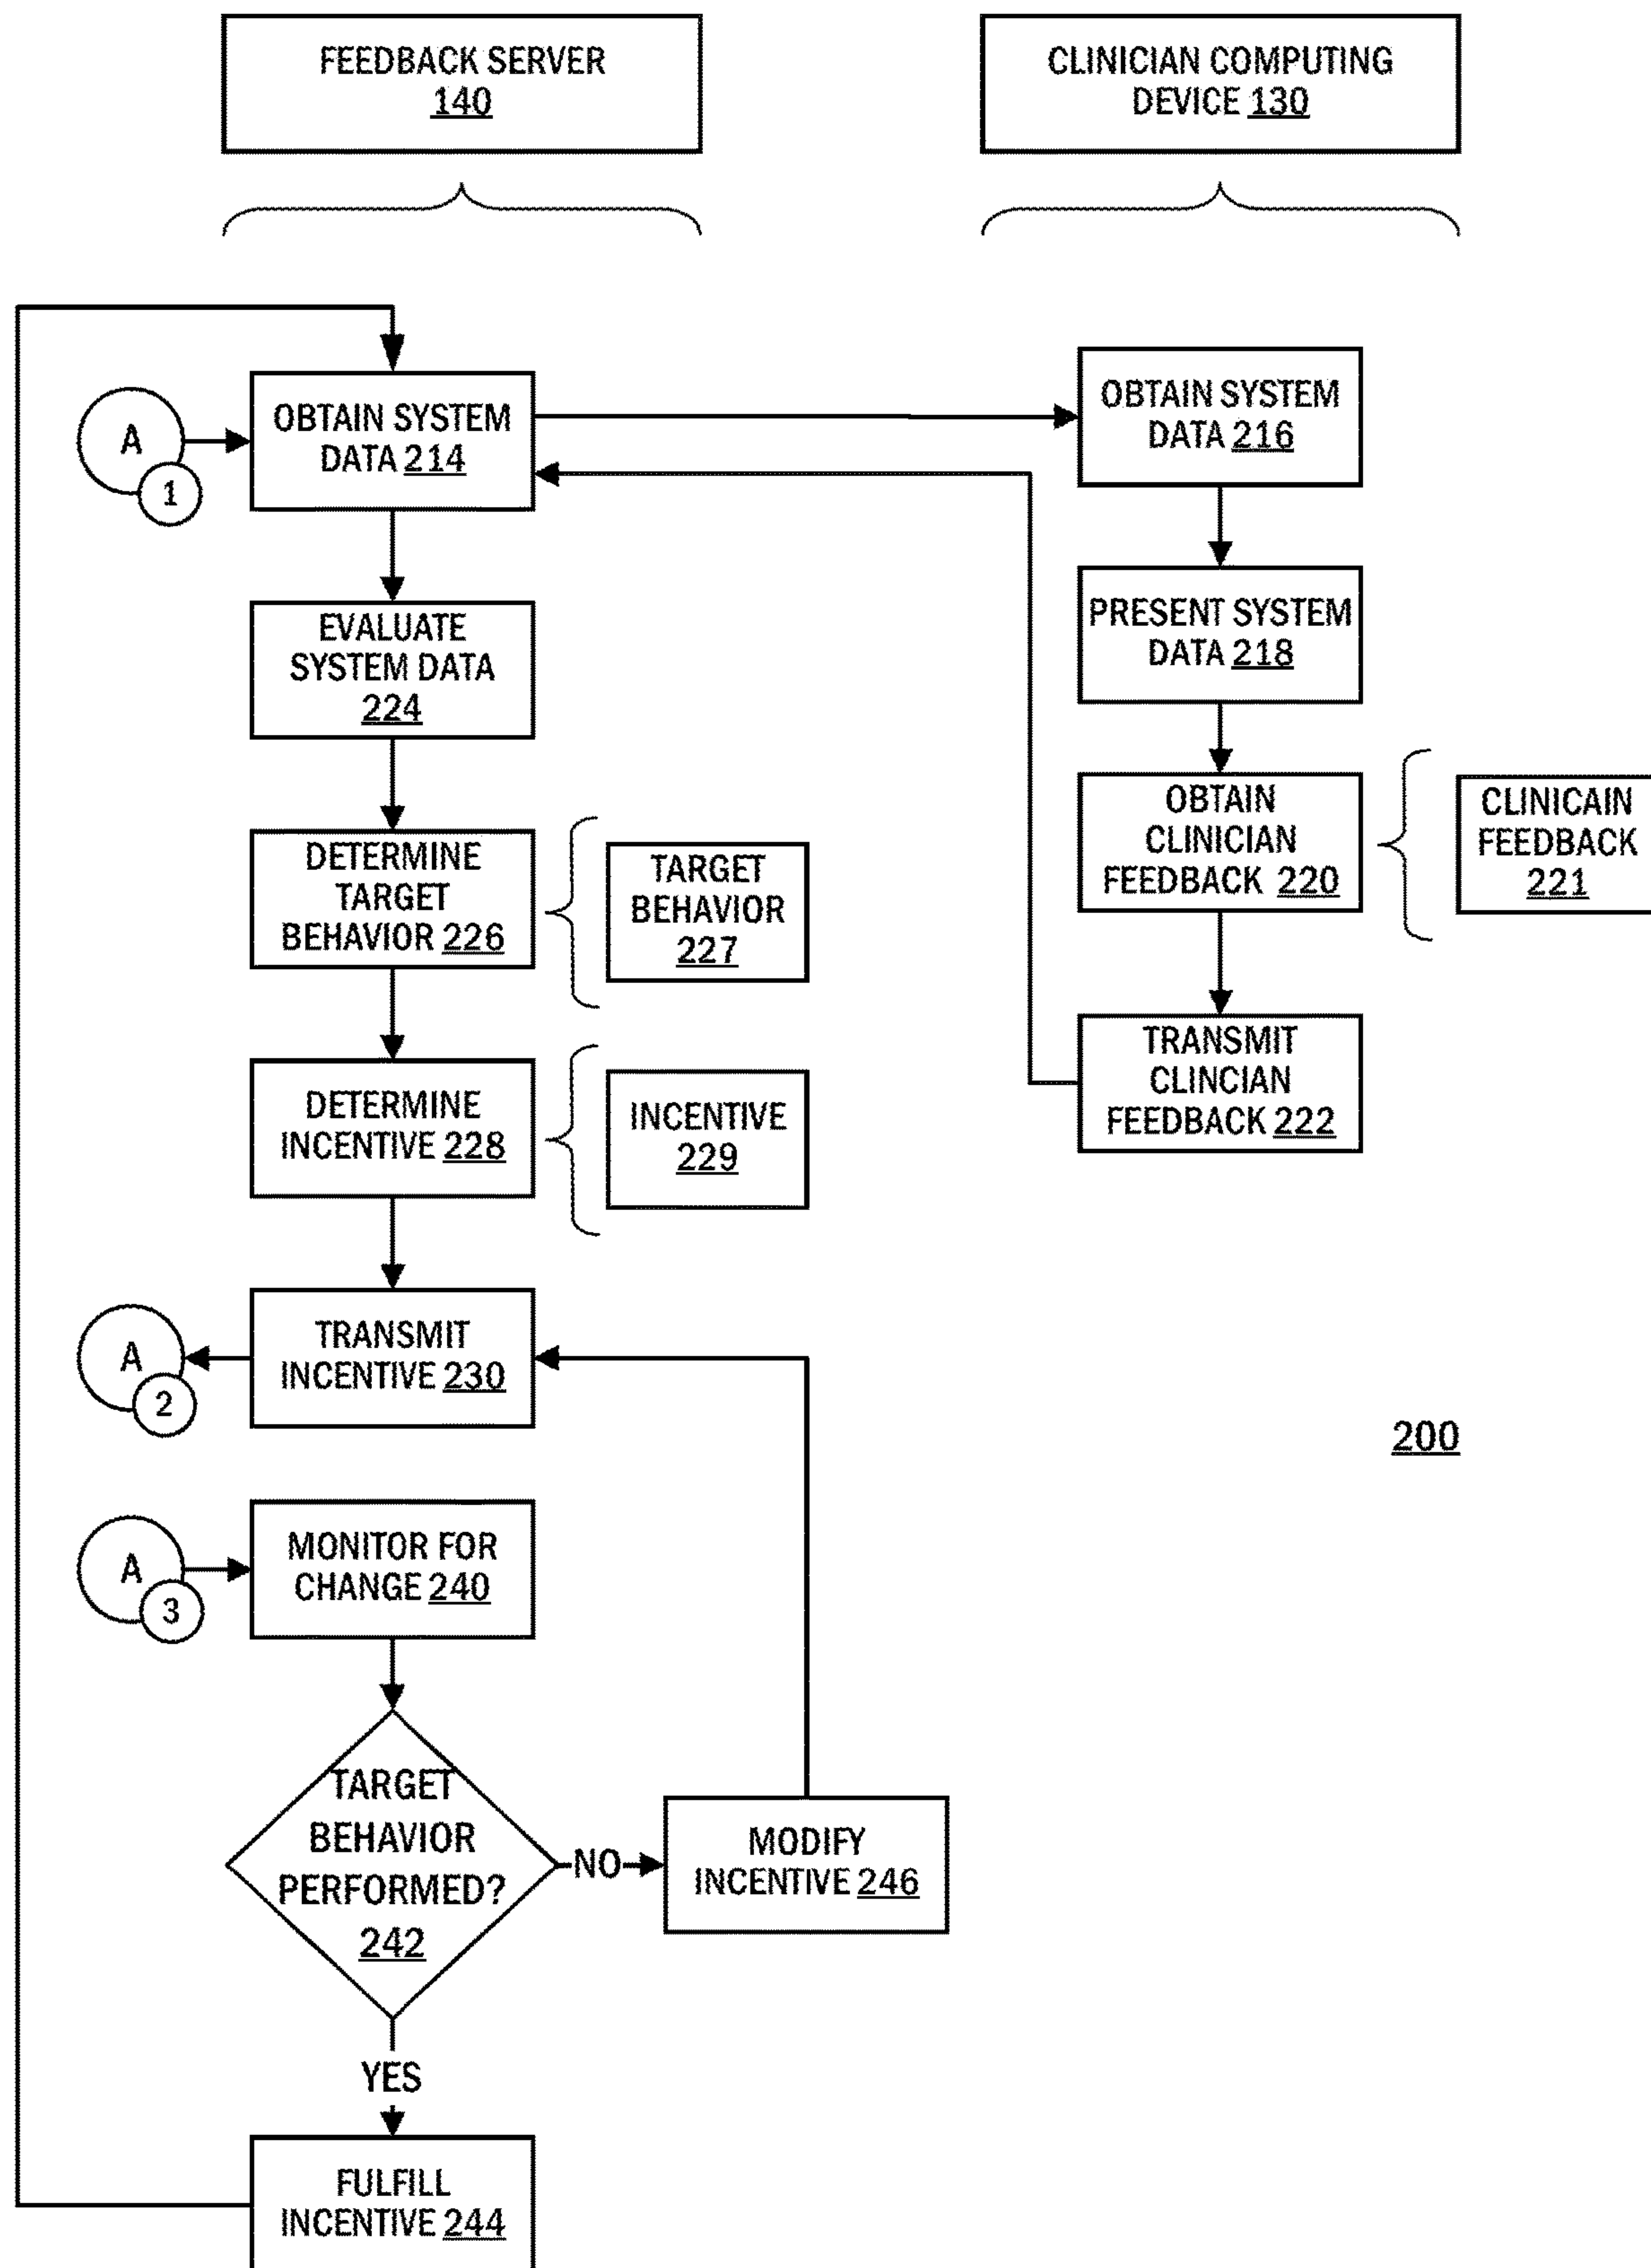 FEEDBACK SERVER
140
CLINICIAN COMPUTING
DEVICE 130
A
1
OBTAIN SYSTEM
DATA 214
OBTAIN SYSTEM
DATA 216
EVALUATE
SYSTEM DATA
224
PRESENT SYSTEM
DATA 218
DETERMINE
TARGET
BEHAVIOR 226
TARGET
BEHAVIOR
227
OBTAIN
CLINICIAN
FEEDBACK 220
CLINICAIN
FEEDBACK
221
DETERMINE
INCENTIVE 228
INCENTIVE
229
TRANSMIT
CLINCIAN
FEEDBACK 222
A
2
TRANSMIT
INCENTIVE 230
200
A
3
MONITOR FOR
CHANGE 240
TARGET
BEHAVIOR
PERFORMED?
242
NO
MODIFY
INCENTIVE 246
YES
FULFILL
INCENTIVE 244